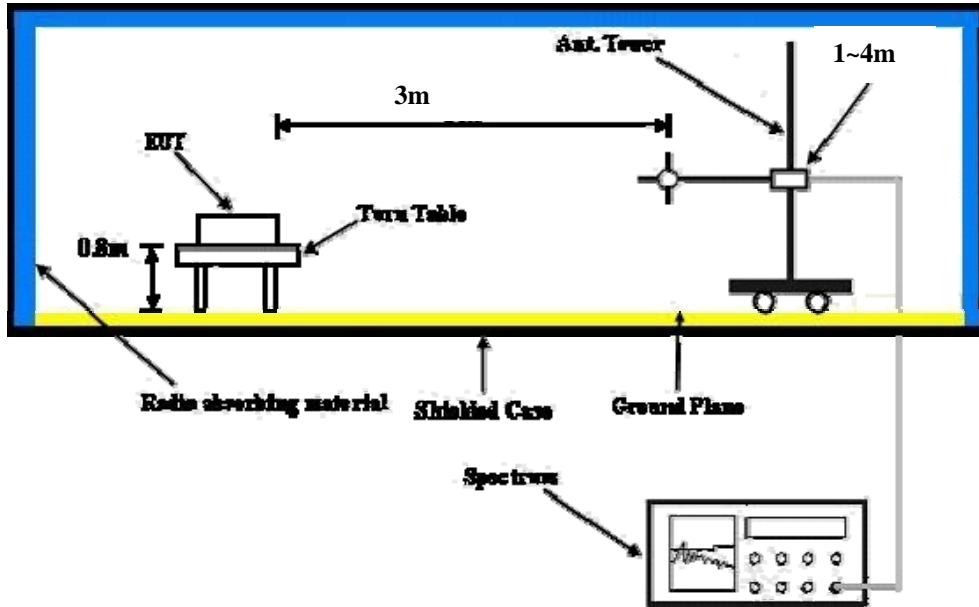 Ant. Tower
1~4m
3m
EUT
Turn Table
0.8m
Radio absorbing material
Shielded Case
Ground Plane
Spectrum